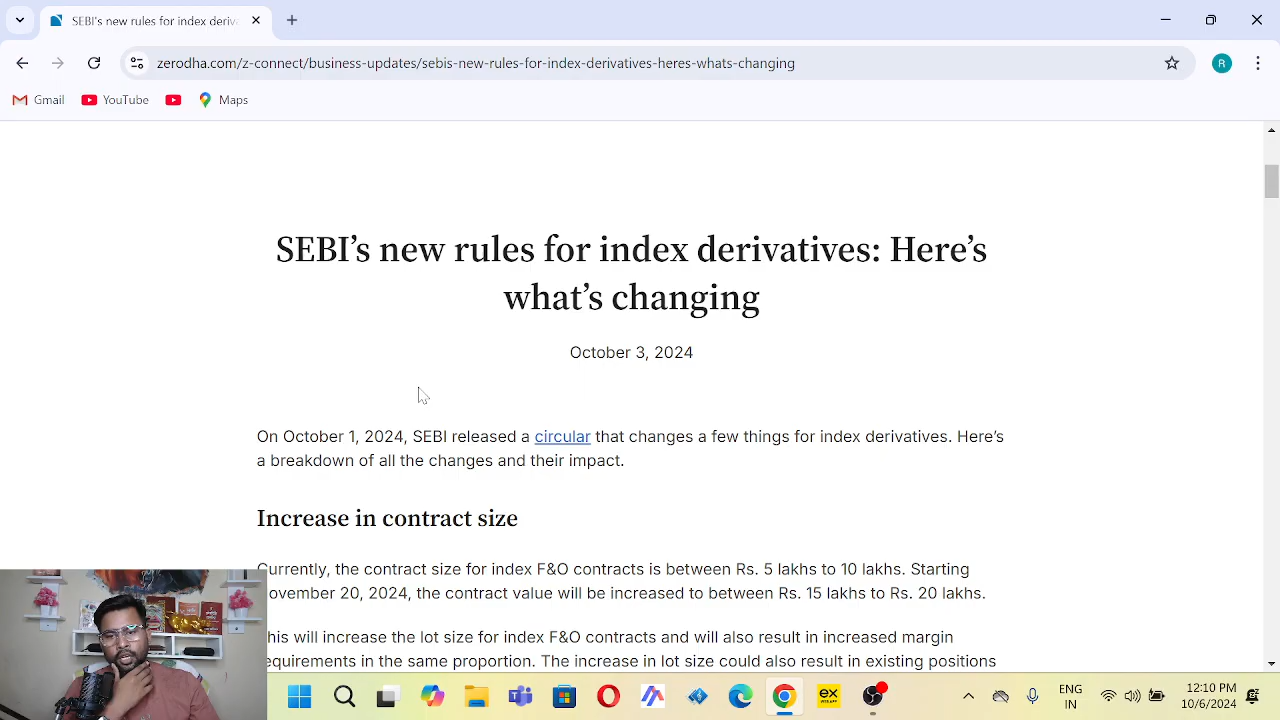 SEBI's new rules for index deriv
zerodha.com/z-connect/business-updates/sebis-new-rules-for-index-derivatives-heres-whats-changing
R
Gmail
YouTube
Maps
SEBI’s new rules for index derivatives: Here’s
what’s changing
October 3, 2024
On October 1, 2024, SEBI released a circular that changes a few things for index derivatives. Here’s
a breakdown of all the changes and their impact.
Increase in contract size
Currently, the contract size for index F&O contracts is between Rs. 5 lakhs to 10 lakhs. Starting
ovember 20, 2024, the contract value will be increased to between Rs. 15 lakhs to Rs. 20 lakhs.
his will increase the lot size for index F&O contracts and will also result in increased margin
equirements in the same proportion. The increase in lot size could also result in existing positions
EX
ENG
IN
12:10 PM
10/6/2024